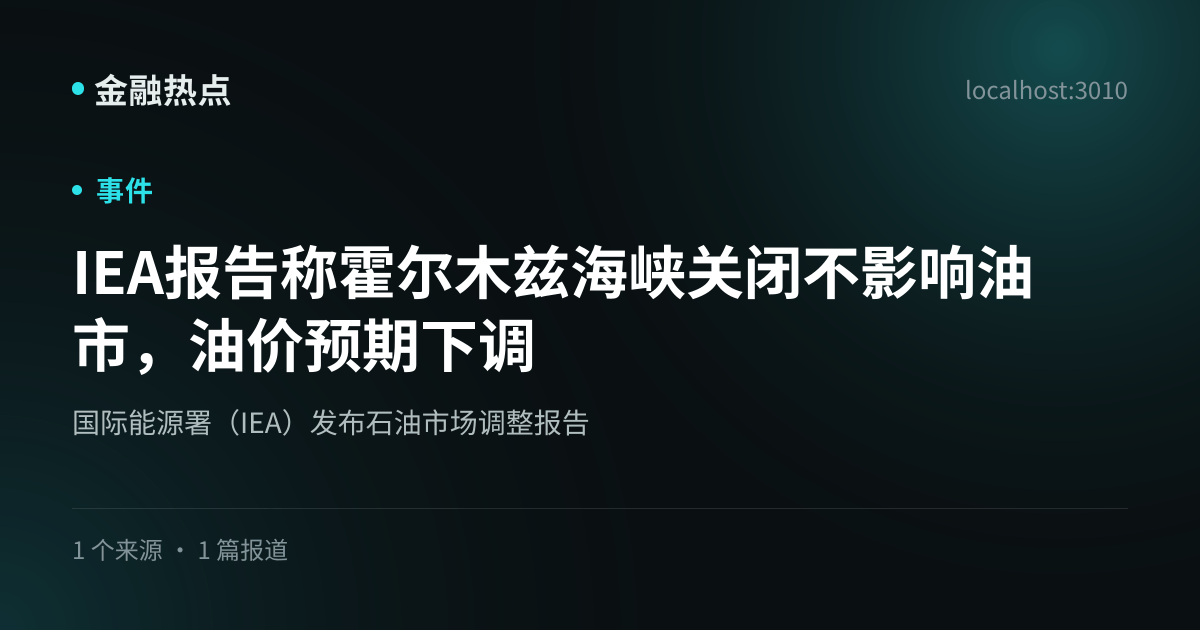 金融热点
localhost:3010
事件
IEA报告称霍尔木兹海峡关闭不影响油
市，油价预期下调
国际能源署（IEA）发布石油市场调整报告
1 个来源 · 1 篇报道